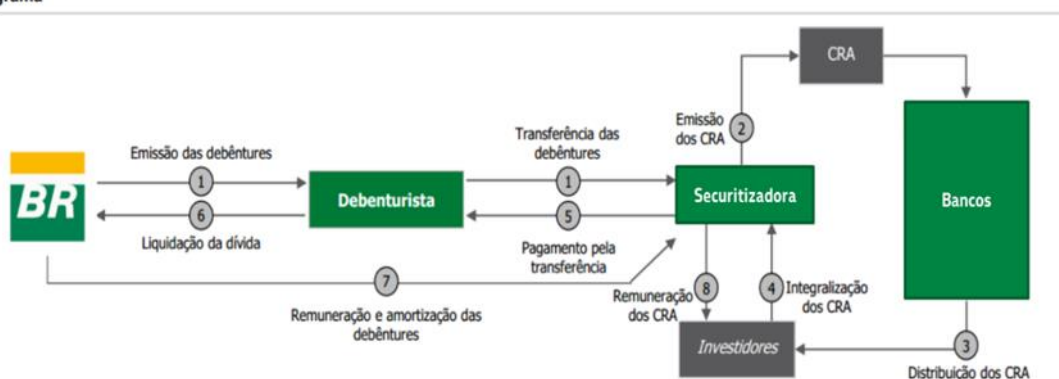 CRA
Emissão
dos CRA
2
Transferência das
debêntures
Emissão das debêntures
1
1
BR
Debenturista
Securitizadora
Bancos
6
5
Liquidação da dívida
Pagamento pela
transferência
7
8
4
Integralização
dos CRA
Remuneração
dos CRA
Remuneração e amortização das
debêntures
Investidores
3
Distribuição dos CRA